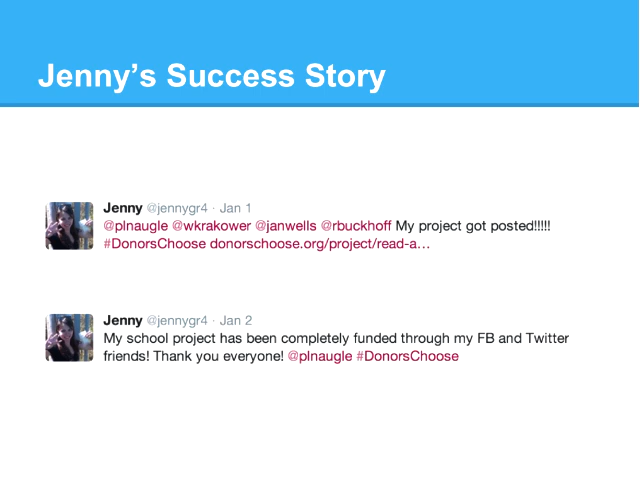 Jenny’s Success Story
Jenny @jennygr4 · Jan 1
@plnaugle @wkrakower @janwells @rbuckhoff My project got posted!!!!!
#DonorsChoose donorschoose.org/project/read-a…
Jenny @jennygr4 · Jan 2
My school project has been completely funded through my FB and Twitter
friends! Thank you everyone! @plnaugle #DonorsChoose